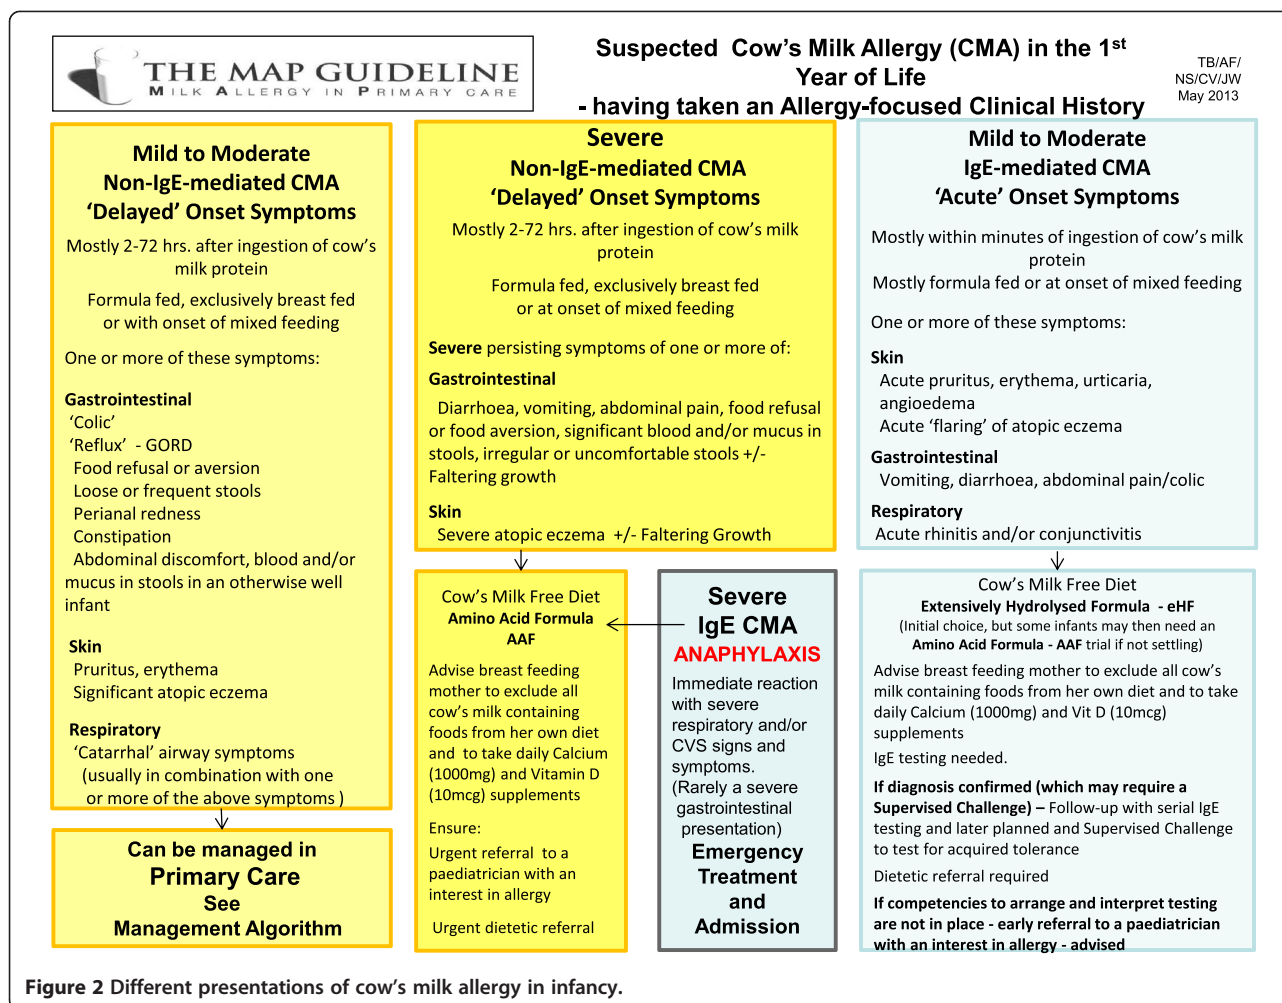 THE MAP GUIDELINE
MILK ALLERGY IN PRIMARY CARE
Suspected Cow's Milk Allergy (CMA) in the 1st
Year of Life
- having taken an Allergy-focused Clinical History
TB/AF/
NS/CV/JW
May 2013
Mild to Moderate
Non-IgE-mediated CMA
‘Delayed’ Onset Symptoms
Mostly 2-72 hrs. after ingestion of cow's
milk protein
Formula fed, exclusively breast fed
or with onset of mixed feeding
One or more of these symptoms:
Gastrointestinal
‘Colic’
‘Reflux’ - GORD
Food refusal or aversion
Loose or frequent stools
Perianal redness
Constipation
Abdominal discomfort, blood and/or
mucus in stools in an otherwise well
infant
Skin
Pruritus, erythema
Significant atopic eczema
Respiratory
‘Catarrhal’ airway symptoms
(usually in combination with one
or more of the above symptoms )
Can be managed in
Primary Care
See
Management Algorithm
Severe
Non-IgE-mediated CMA
‘Delayed’ Onset Symptoms
Mostly 2-72 hrs. after ingestion of cow's milk
protein
Formula fed, exclusively breast fed
or at onset of mixed feeding
Severe persisting symptoms of one or more of:
Gastrointestinal
Diarrhoea, vomiting, abdominal pain, food refusal
or food aversion, significant blood and/or mucus in
stools, irregular or uncomfortable stools +/-
Faltering growth
Skin
Severe atopic eczema +/- Faltering Growth
Cow's Milk Free Diet
Amino Acid Formula
AAF
Advise breast feeding
mother to exclude all
cow's milk containing
foods from her own diet
and to take daily Calcium
(1000mg) and Vitamin D
(10mcg) supplements
Ensure:
Urgent referral to a
paediatrician with an
interest in allergy
Urgent dietetic referral
Severe
IgE CMA
ANAPHYLAXIS
Immediate reaction
with severe
respiratory and/or
CVS signs and
symptoms.
(Rarely a severe
gastrointestinal
presentation)
Emergency
Treatment
and
Admission
Mild to Moderate
IgE-mediated CMA
‘Acute’ Onset Symptoms
Mostly within minutes of ingestion of cow's milk
protein
Mostly formula fed or at onset of mixed feeding
One or more of these symptoms:
Skin
Acute pruritus, erythema, urticaria,
angioedema
Acute ‘flaring’ of atopic eczema
Gastrointestinal
Vomiting, diarrhoea, abdominal pain/colic
Respiratory
Acute rhinitis and/or conjunctivitis
Cow's Milk Free Diet
Extensively Hydrolysed Formula - eHF
(Initial choice, but some infants may then need an
Amino Acid Formula - AAF trial if not settling)
Advise breast feeding mother to exclude all cow's
milk containing foods from her own diet and to take
daily Calcium (1000mg) and Vit D (10mcg)
supplements
IgE testing needed.
If diagnosis confirmed (which may require a
Supervised Challenge) – Follow-up with serial IgE
testing and later planned and Supervised Challenge
to test for acquired tolerance
Dietetic referral required
If competencies to arrange and interpret testing
are not in place - early referral to a paediatrician
with an interest in allergy - advised
Figure 2 Different presentations of cow's milk allergy in infancy.